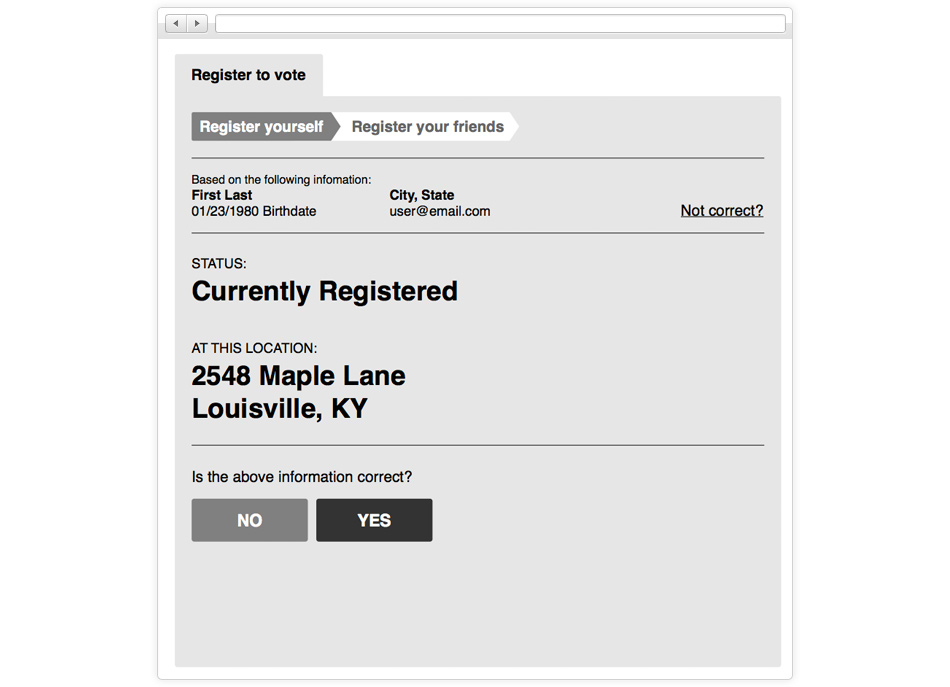 Register to vote
Register yourself Register your friends
Based on the following infomation:
First Last City, State
01/23/1980 Birthdate user@email.com Not correct?
STATUS:
Currently Registered
AT THIS LOCATION:
2548 Maple Lane
Louisville, KY
Is the above information correct?
NO YES